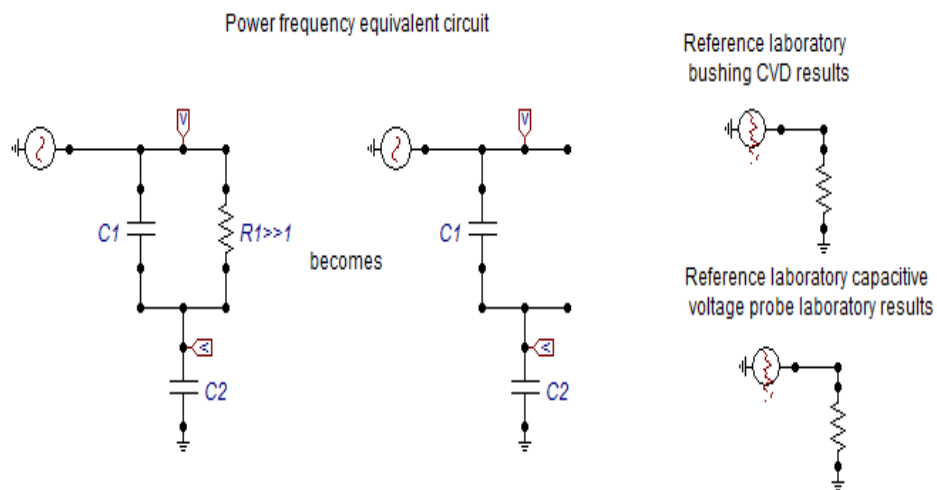 Power frequency equivalent circuit
Reference laboratory
bushing CVD results
V
V
C1
R1>>1
becomes
C1
Reference laboratory capacitive
voltage probe laboratory results
V
V
C2
C2